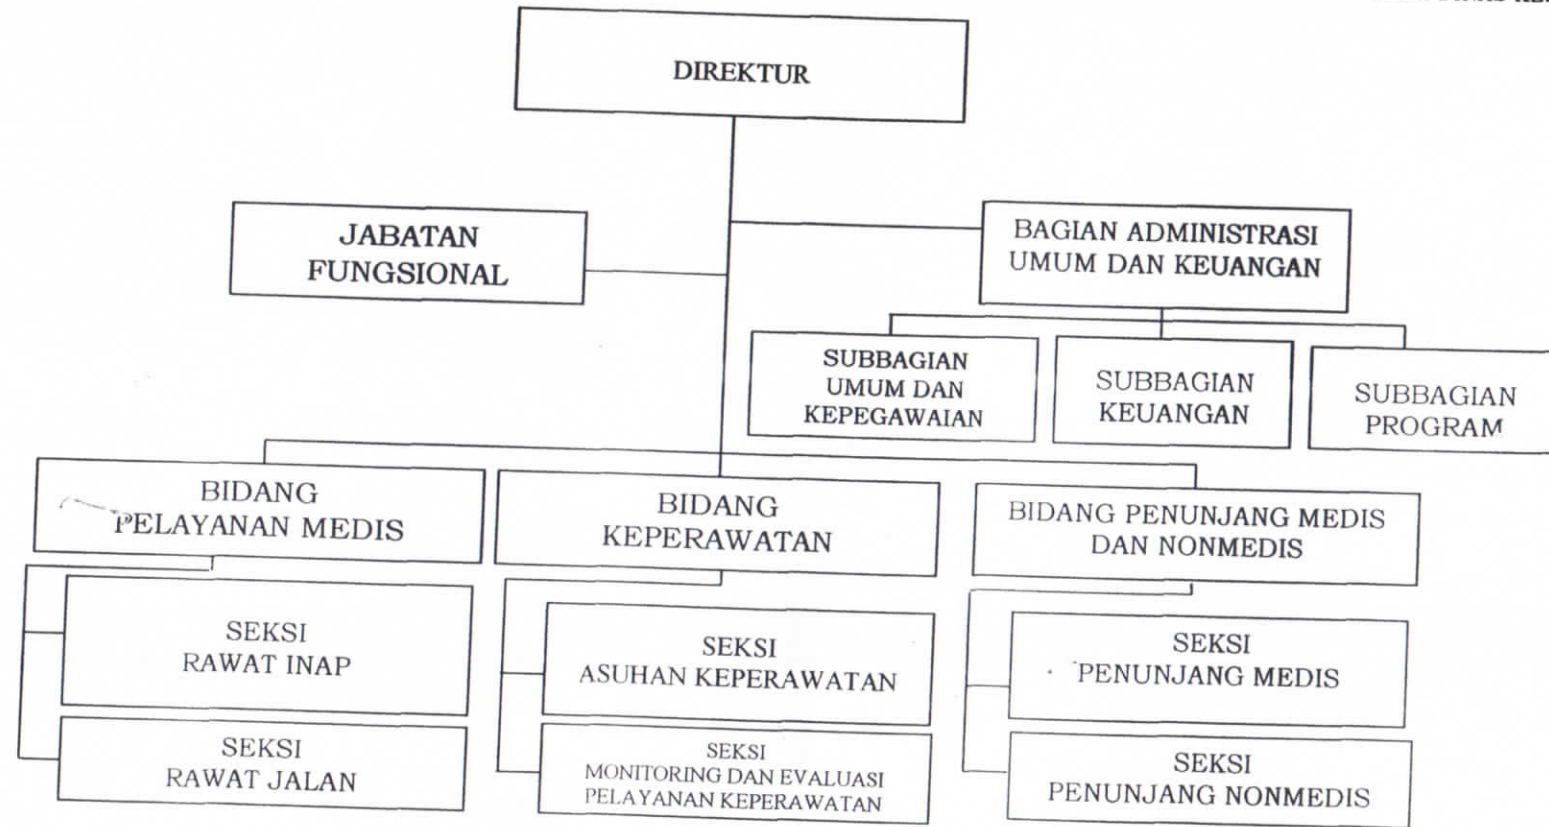 DIREKTUR
JABATAN
FUNGSIONAL
BAGIAN ADMINISTRASI
UMUM DAN KEUANGAN
SUBBAGIAN
UMUM DAN
KEPEGAWAIAN
SUBBAGIAN
KEUANGAN
SUBBAGIAN
PROGRAM
BIDANG
PELAYANAN MEDIS
BIDANG
KEPERAWATAN
BIDANG PENUNJANG MEDIS
DAN NONMEDIS
SEKSI
RAWAT INAP
SEKSI
ASUHAN KEPERAWATAN
SEKSI
PENUNJANG MEDIS
SEKSI
RAWAT JALAN
SEKSI
MONITORING DAN EVALUASI
PELAYANAN KEPERAWATAN
SEKSI
PENUNJANG NONMEDIS